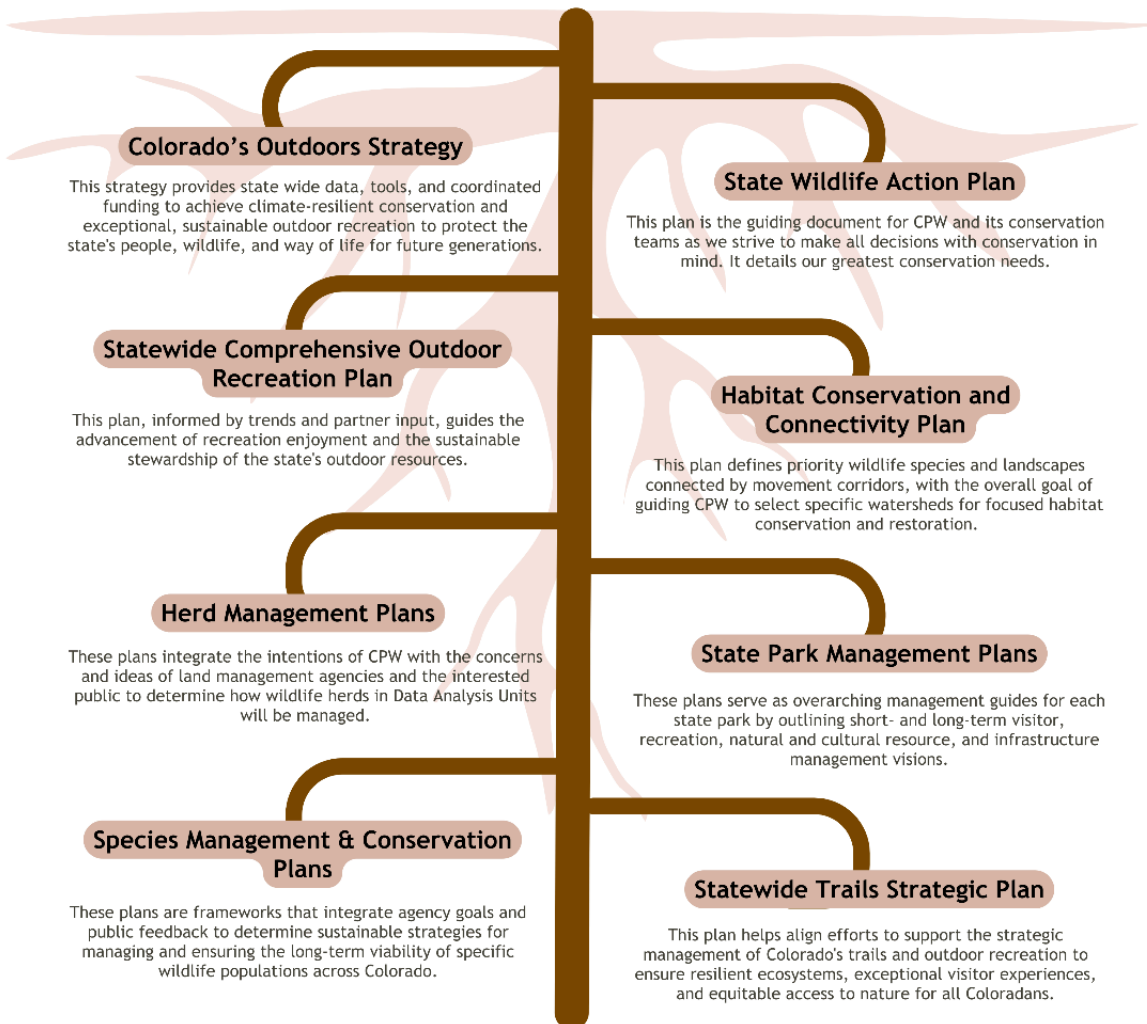 Colorado's Outdoors Strategy
This strategy provides state wide data, tools, and coordinated
funding to achieve climate-resilient conservation and
exceptional, sustainable outdoor recreation to protect the
state's people, wildlife, and way of life for future generations.
State Wildlife Action Plan
This plan is the guiding document for CPW and its conservation
teams as we strive to make all decisions with conservation in
mind. It details our greatest conservation needs.
Statewide Comprehensive Outdoor
Recreation Plan
This plan, informed by trends and partner input, guides the
advancement of recreation enjoyment and the sustainable
stewardship of the state's outdoor resources.
Habitat Conservation and
Connectivity Plan
This plan defines priority wildlife species and landscapes
connected by movement corridors, with the overall goal of
guiding CPW to select specific watersheds for focused habitat
conservation and restoration.
Herd Management Plans
These plans integrate the intentions of CPW with the concerns
and ideas of land management agencies and the interested
public to determine how wildlife herds in Data Analysis Units
will be managed.
State Park Management Plans
These plans serve as overarching management guides for each
state park by outlining short- and long-term visitor,
recreation, natural and cultural resource, and infrastructure
management visions.
Species Management & Conservation
Plans
These plans are frameworks that integrate agency goals and
public feedback to determine sustainable strategies for
managing and ensuring the long-term viability of specific
wildlife populations across Colorado.
Statewide Trails Strategic Plan
This plan helps align efforts to support the strategic
management of Colorado's trails and outdoor recreation to
ensure resilient ecosystems, exceptional visitor experiences,
and equitable access to nature for all Coloradans.